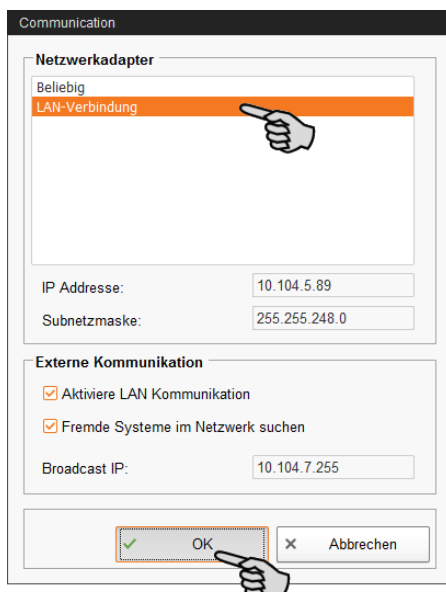 Communication
Netzwerkadapter
Beliebig
LAN-Verbindung
IP Addresse: 10.104.5.89
Subnetzmaske: 255.255.248.0
Externe Kommunikation
Aktiviere LAN Kommunikation
Fremde Systeme im Netzwerk suchen
Broadcast IP: 10.104.7.255
OK Abbrechen